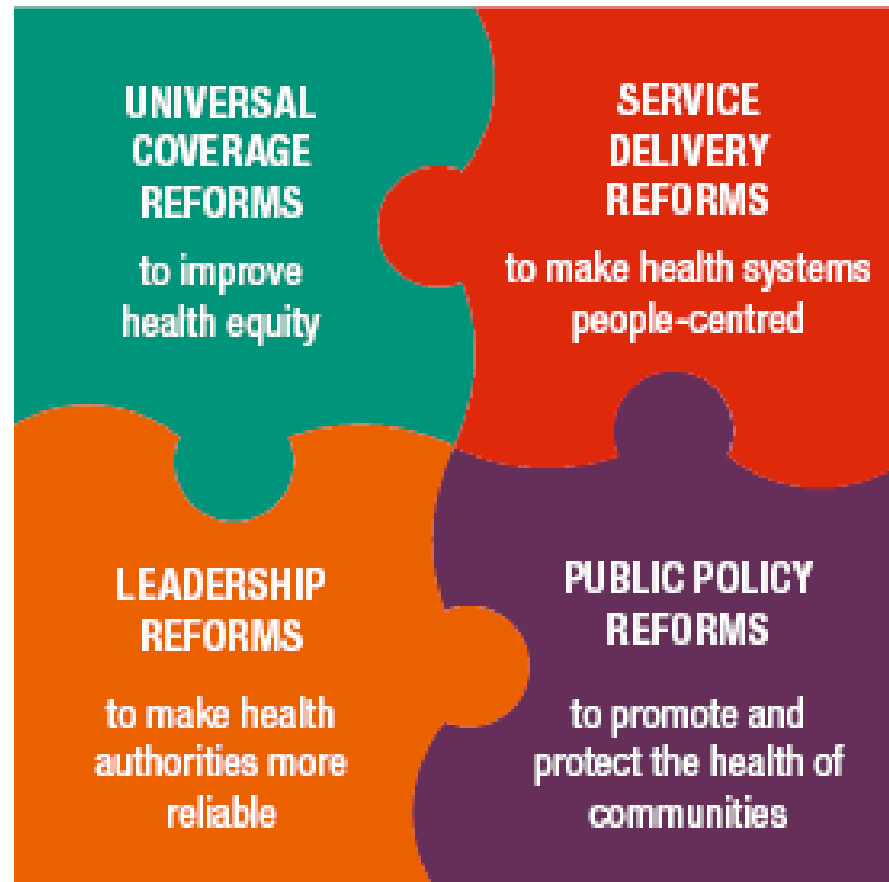 UNIVERSAL
COVERAGE
REFORMS
to improve
health equity
SERVICE
DELIVERY
REFORMS
to make health systems
people-centred
LEADERSHIP
REFORMS
to make health
authorities more
reliable
PUBLIC POLICY
REFORMS
to promote and
protect the health of
communities